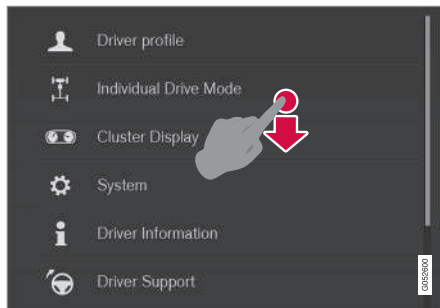 Driver profile
Individual Drive Mode
Cluster Display
System
Driver Information
Driver Support
G052600